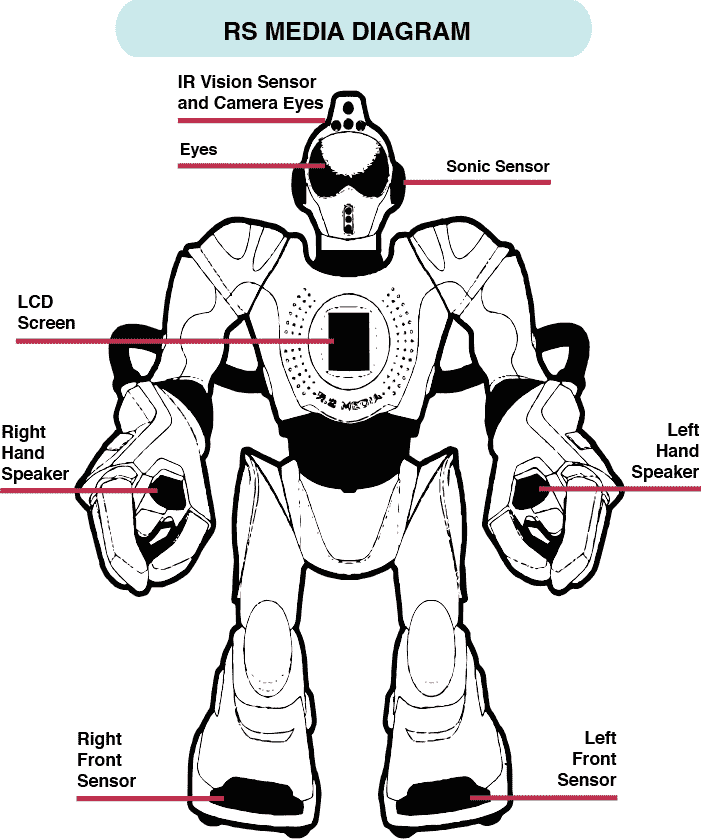 RS MEDIA DIAGRAM
IR Vision Sensor
and Camera Eyes
Eyes
Sonic Sensor
LCD
Screen
R.S MEDIA
Right
Hand
Speaker
Left
Hand
Speaker
Right
Front
Sensor
Left
Front
Sensor